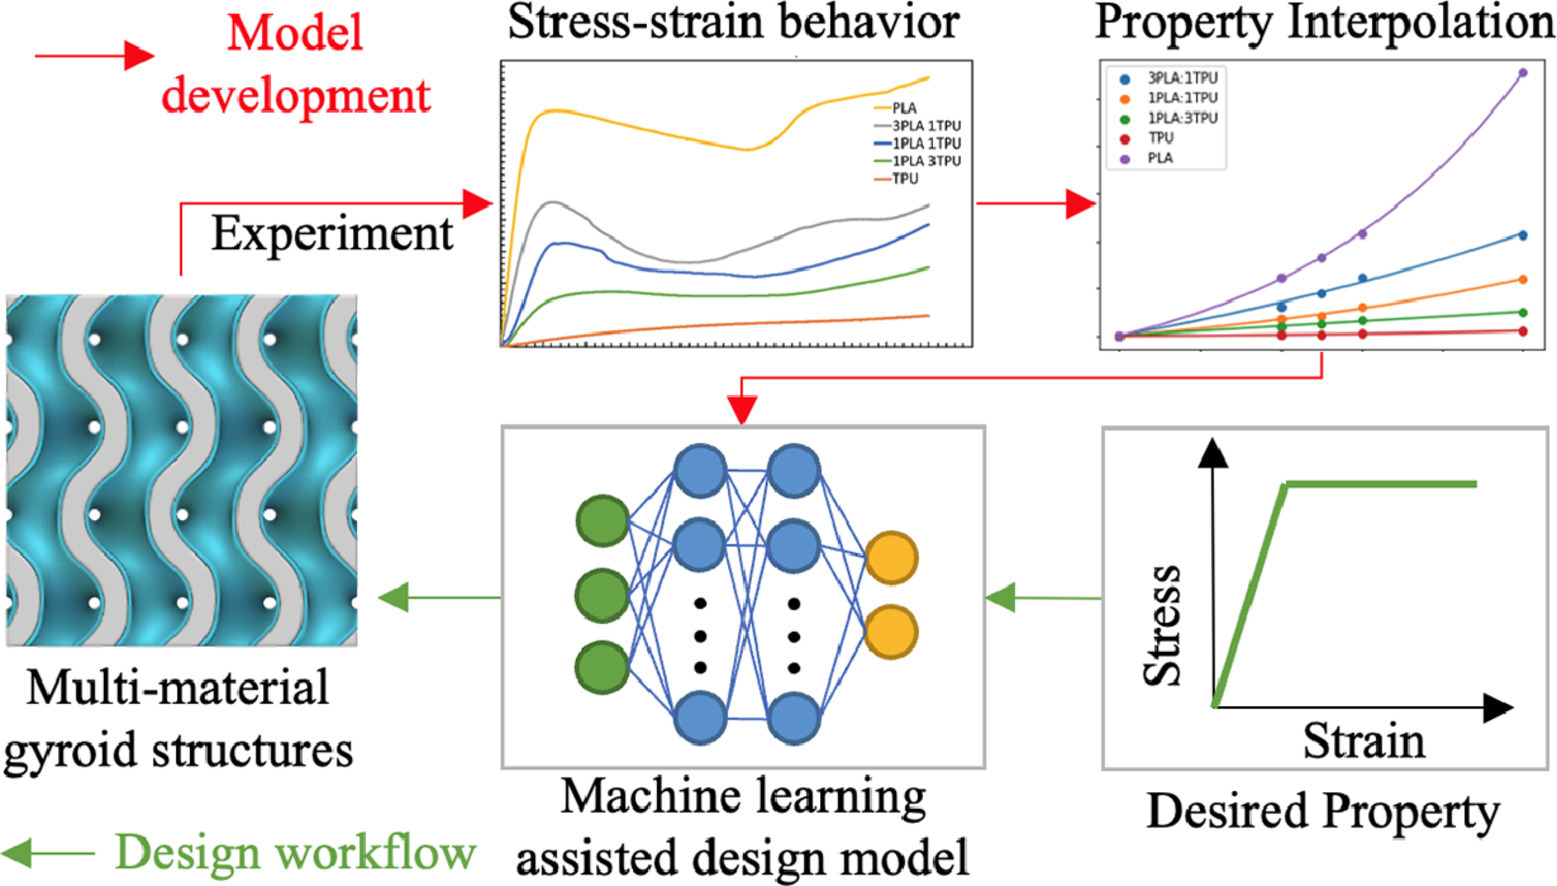 Model
development
Stress-strain behavior
Property Interpolation
PLA
3PLA 1TPU
1PLA 1TPU
1PLA 3TPU
TPU
3PLA:1TPU
1PLA:1TPU
1PLA:3TPU
TPU
PLA
Experiment
Multi-material
gyroid structures
Machine learning
assisted design model
Stress
Strain
Desired Property
Design workflow